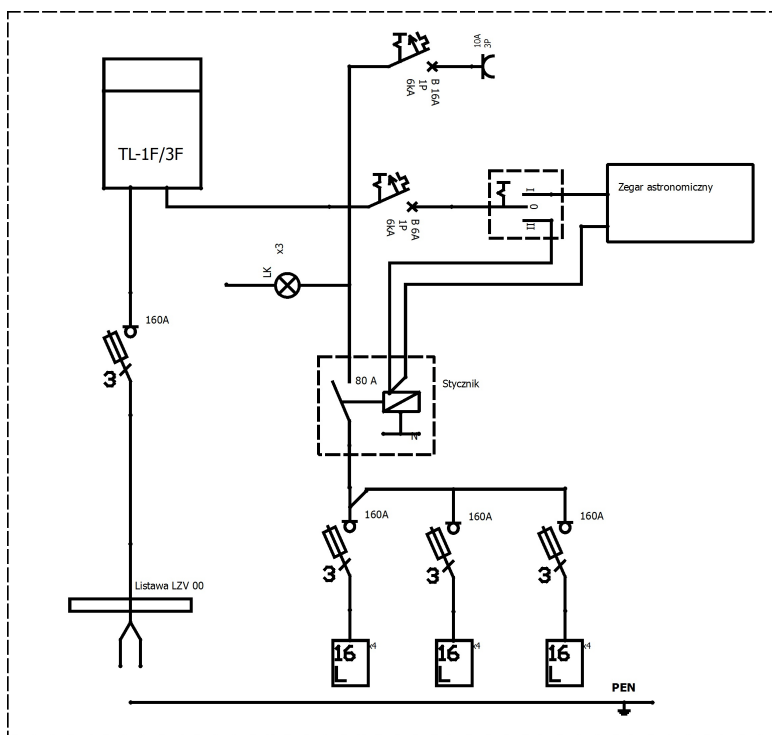 10A
3P
B 16A
1P
6kA
TL-1F/3F
Zegar astronomiczny
I
0
II
B 6A
1P
6kA
x3
LK
160A
3
80 A
Stycznik
N
160A
160A
160A
3
3
3
Listawa LZV 00
16
L
x4
16
L
x4
16
L
x4
PEN